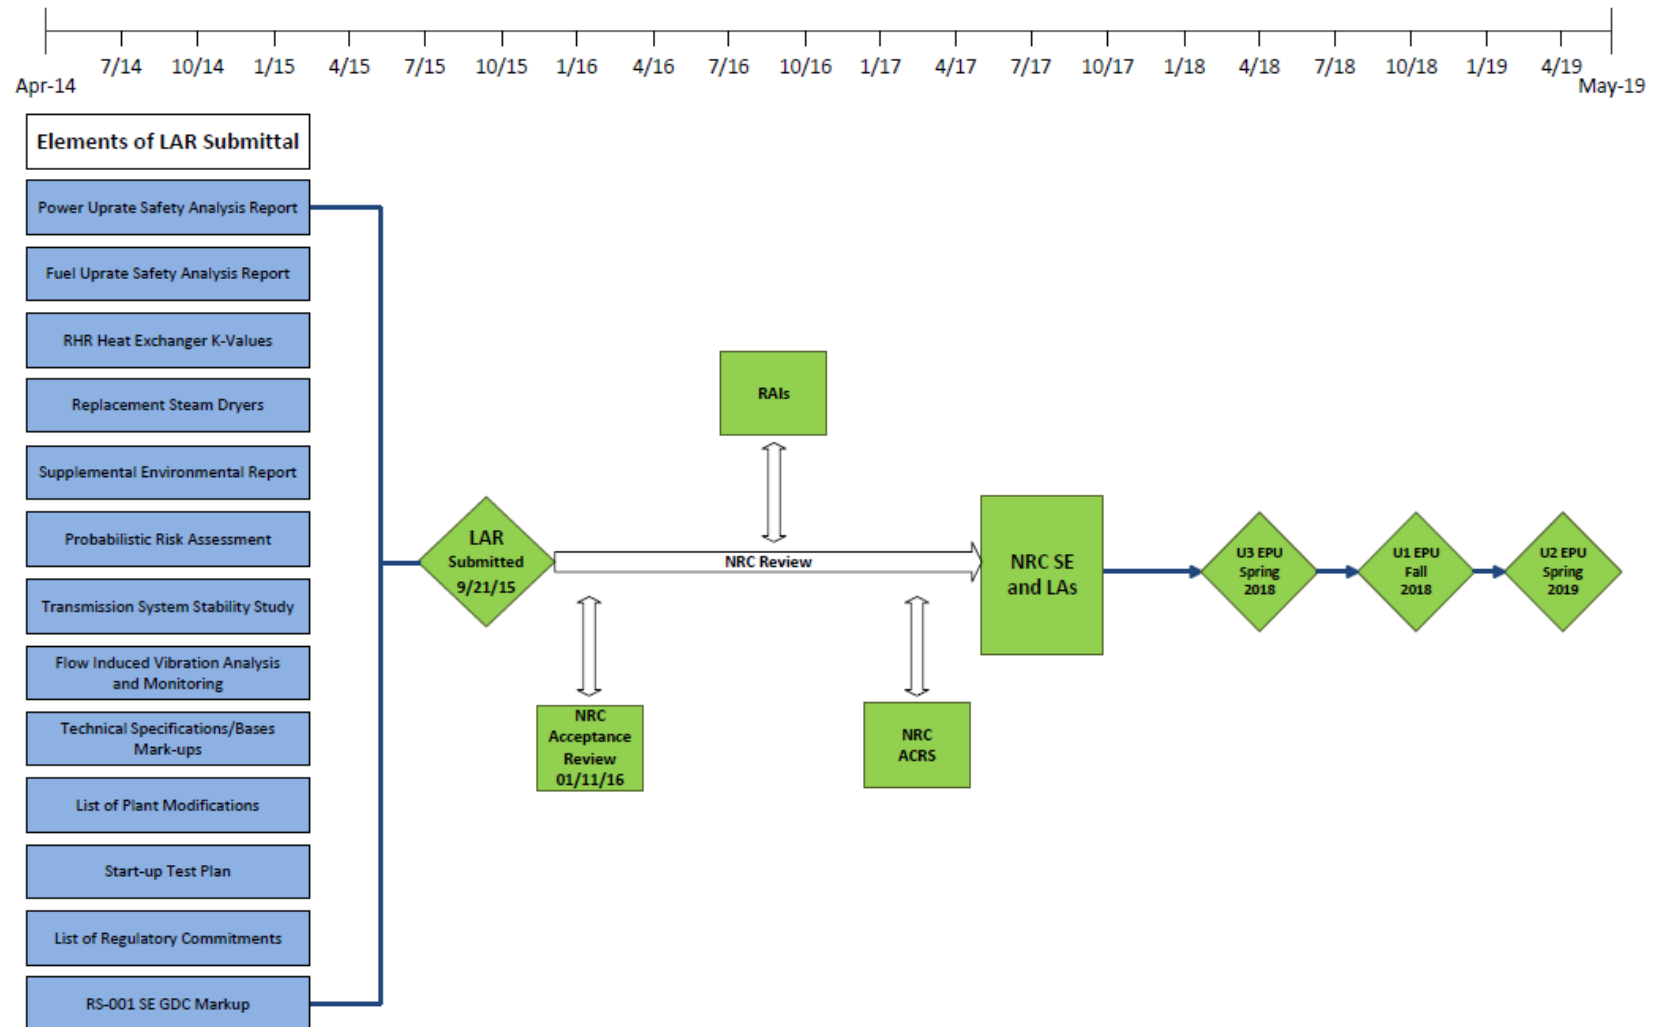 7/14 10/14 1/15 4/15 7/15 10/15 1/16 4/16 7/16 10/16 1/17 4/17 7/17 10/17 1/18 4/18 7/18 10/18 1/19 4/19
Apr-14 May-19
Elements of LAR Submittal
Power Uprate Safety Analysis Report
Fuel Uprate Safety Analysis Report
RHR Heat Exchanger K-Values
Replacement Steam Dryers
Supplemental Environmental Report
Probabilistic Risk Assessment
Transmission System Stability Study
Flow Induced Vibration Analysis
and Monitoring
Technical Specifications/Bases
Mark-ups
List of Plant Modifications
Start-up Test Plan
List of Regulatory Commitments
RS-001 SE GDC Markup
LAR
Submitted
9/21/15
NRC Review
RAIs
NRC
Acceptance
Review
01/11/16
NRC
ACRS
NRC SE
and LAs
U3 EPU
Spring
2018
U1 EPU
Fall
2018
U2 EPU
Spring
2019